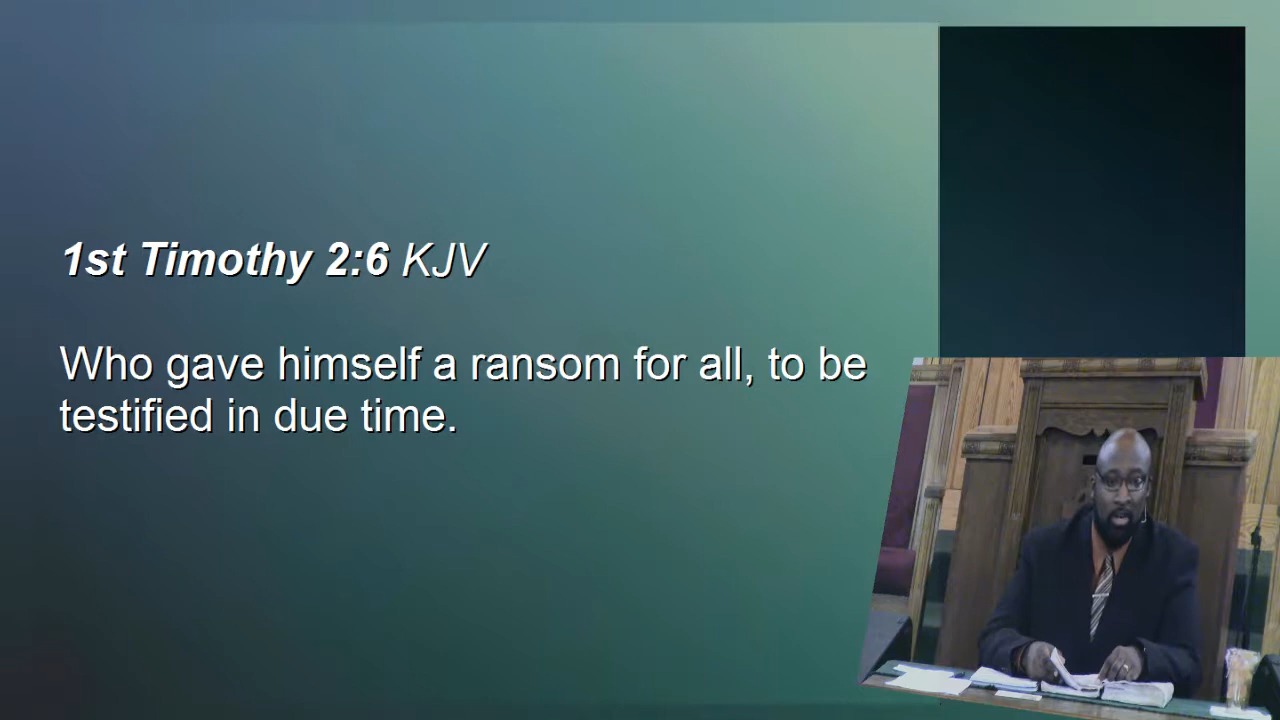 1st Timothy 2:6 KJV
Who gave himself a ransom for all, to be
testified in due time.